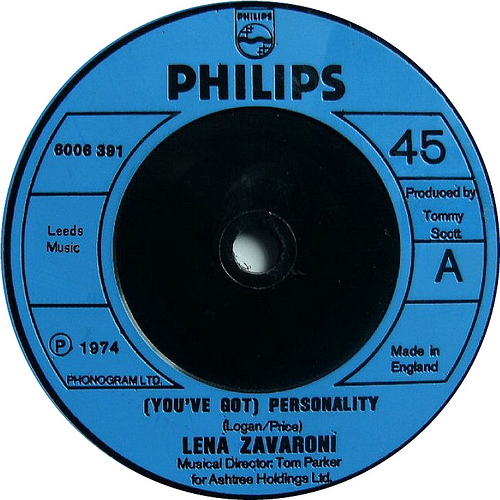 PHILIPS
PHILIPS
6006 391
45
Produced by
Tommy
Scott
Leeds
Music
A
℗ 1974
Made in
England
PHONOGRAM LTD.
(YOU'VE GOT) PERSONALITY
(Logan/Price)
LENA ZAVARONI
Musical Director: Tom Parker
for Ashtree Holdings Ltd.